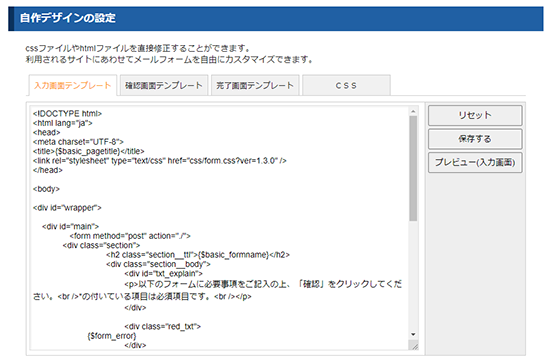 自作デザインの設定
cssファイルやhtmlファイルを直接修正することができます。
利用されるサイトにあわせてメールフォームを自由にカスタマイズできます。
入力画面テンプレート 確認画面テンプレート 完了画面テンプレート ＣＳＳ
<!DOCTYPE html>
<html lang="ja">
<head>
<meta charset="UTF-8">
<title>{$basic_pagetitle}</title>
<link rel="stylesheet" type="text/css" href="css/form.css?ver=1.3.0" />
</head>
<body>
<div id="wrapper">
<div id="main">
<form method="post" action="./">
<div class="section">
<h2 class="section__ttl">{$basic_formname}</h2>
<div class="section__body">
<div id="txt_explain">
<p>以下のフォームに必要事項をご記入の上、「確認」をクリックしてくだ
さい。<br />*の付いている項目は必須項目です。<br /></p>
</div>
<div class="red_txt">
{$form_error}
</div>
リセット
保存する
プレビュー(入力画面)